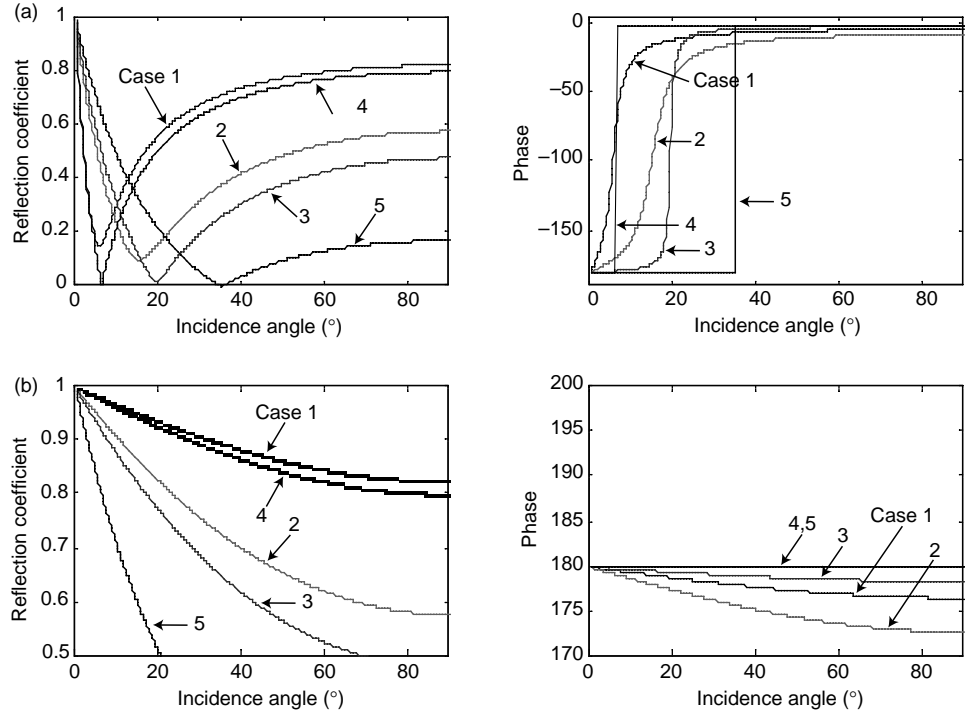 (a)
1
0.8
0.6
0.4
0.2
0
Reflection coefficient
Case 1
4
2
3
5
0 20 40 60 80
Incidence angle (°)
0
−50
−100
−150
Phase
Case 1
2
5
4
3
0 20 40 60 80
Incidence angle (°)
(b)
1
0.9
0.8
0.7
0.6
0.5
Reflection coefficient
Case 1
4
2
3
5
0 20 40 60 80
Incidence angle (°)
200
195
190
185
180
175
170
Phase
4,5
3
Case 1
2
0 20 40 60 80
Incidence angle (°)